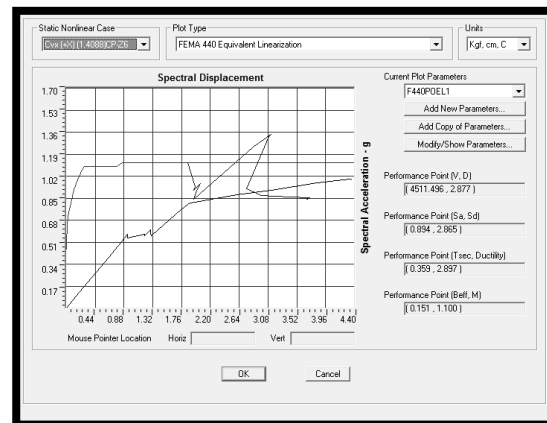 Static Nonlinear Case
Plot Type
Units
Cvx (+X) (1.4088)CP-Z6
FEMA 440 Equivalent Linearization
Kgf, cm, C
Spectral Displacement
Current Plot Parameters
F440POEL1
Add New Parameters...
Add Copy of Parameters...
Modify/Show Parameters...
1.70
1.53
1.36
1.19
1.02
0.85
0.68
0.51
0.34
0.17
Spectral Acceleration - g
Performance Point (V, D)
( 4511.496 , 2.877 )
Performance Point (Sa, Sd)
( 0.894 , 2.865 )
Performance Point (Tsec, Ductility)
( 0.359 , 2.897 )
Performance Point (Beff, M)
( 0.151 , 1.100 )
0.44 0.88 1.32 1.76 2.20 2.64 3.08 3.52 3.96 4.40
Mouse Pointer Location Horiz Vert
OK
Cancel